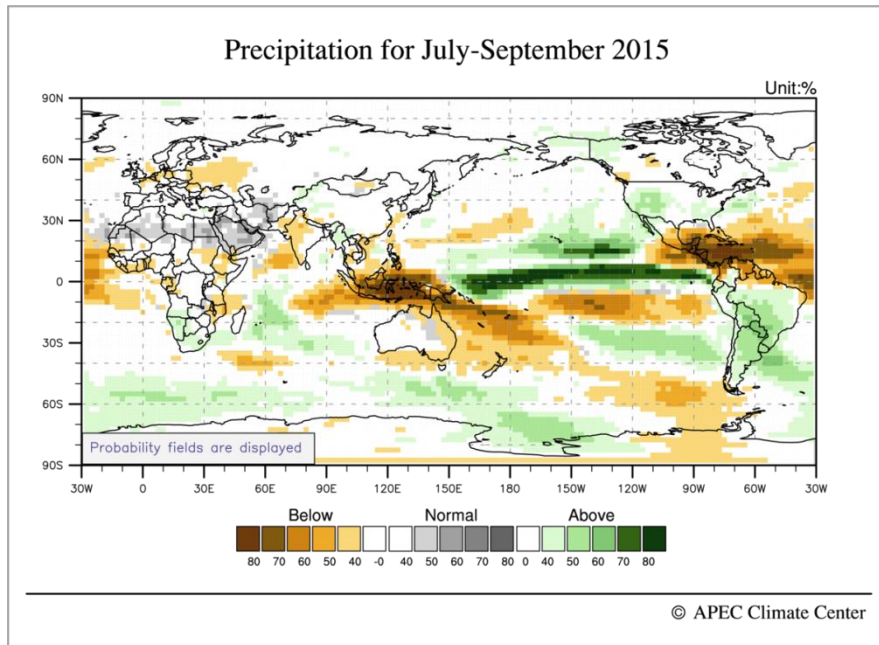 Precipitation for July-September 2015
Unit:%
90N
60N
30N
0
30S
60S
90S
Probability fields are displayed
30W 0 30E 60E 90E 120E 150E 180 150W 120W 90W 60W 30W
Below Normal Above
80 70 60 50 40 -0 40 50 60 70 80 0 40 50 60 70 80
© APEC Climate Center